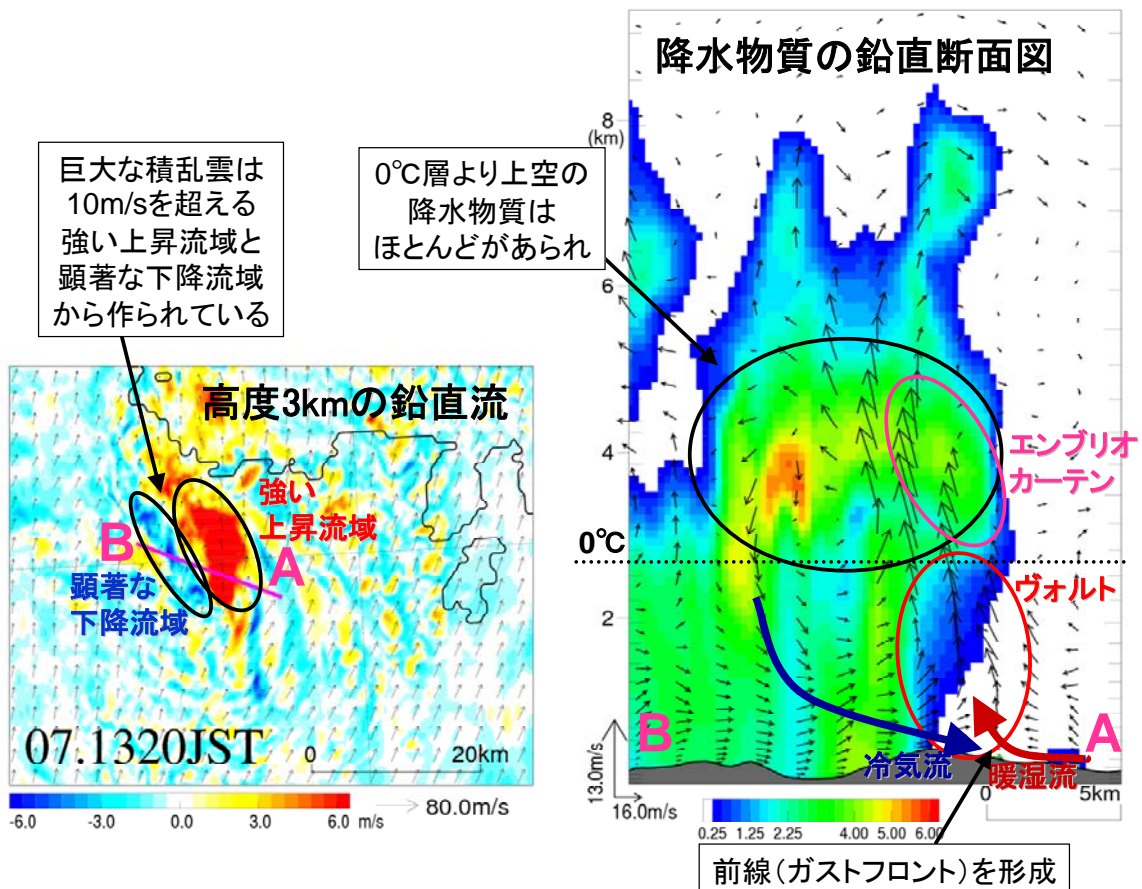 降水物質の鉛直断面図
巨大な積乱雲は
10m/sを超える
強い上昇流域と
顕著な下降流域
から作られている
0℃層より上空の
降水物質は
ほとんどがあられ
8
(km)
6
4
2
0℃
エンブリオ
カーテン
ヴォルト
B
A
冷気流
暖湿流
13.0m/s
16.0m/s
0
5km
0.25 1.25 2.25 4.00 5.00 6.00
前線(ガストフロント)を形成
高度3kmの鉛直流
強い
上昇流域
B
A
顕著な
下降流域
07.1320JST
0
20km
-6.0 -3.0 0.0 3.0 6.0 m/s
80.0m/s